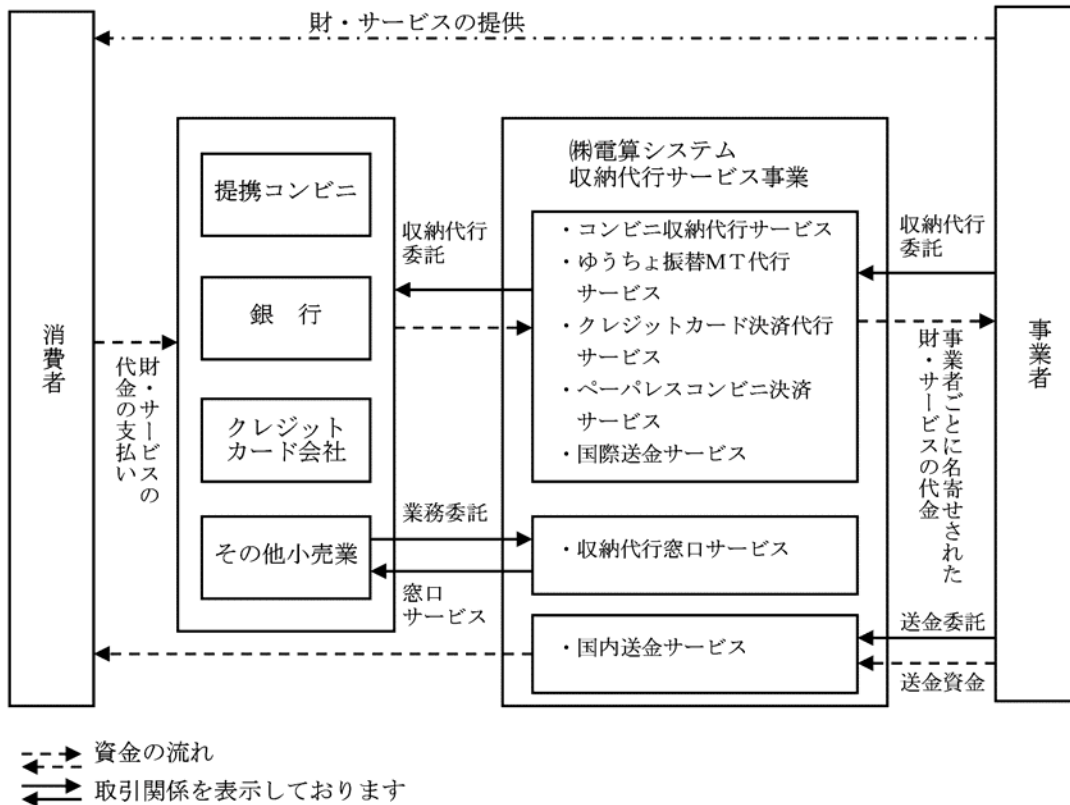 財・サービスの提供
消費者
財・サービスの
代金の支払い
提携コンビニ
銀 行
クレジット
カード会社
その他小売業
収納代行
委託
業務委託
窓口
サービス
㈱電算システム
収納代行サービス事業
・コンビニ収納代行サービス
・ゆうちょ振替ＭＴ代行
サービス
・クレジットカード決済代行
サービス
・ペーパレスコンビニ決済
サービス
・国際送金サービス
・収納代行窓口サービス
・国内送金サービス
収納代行
委託
事業者ごとに名寄せされた
財・サービスの代金
送金委託
送金資金
事業者
資金の流れ
取引関係を表示しております